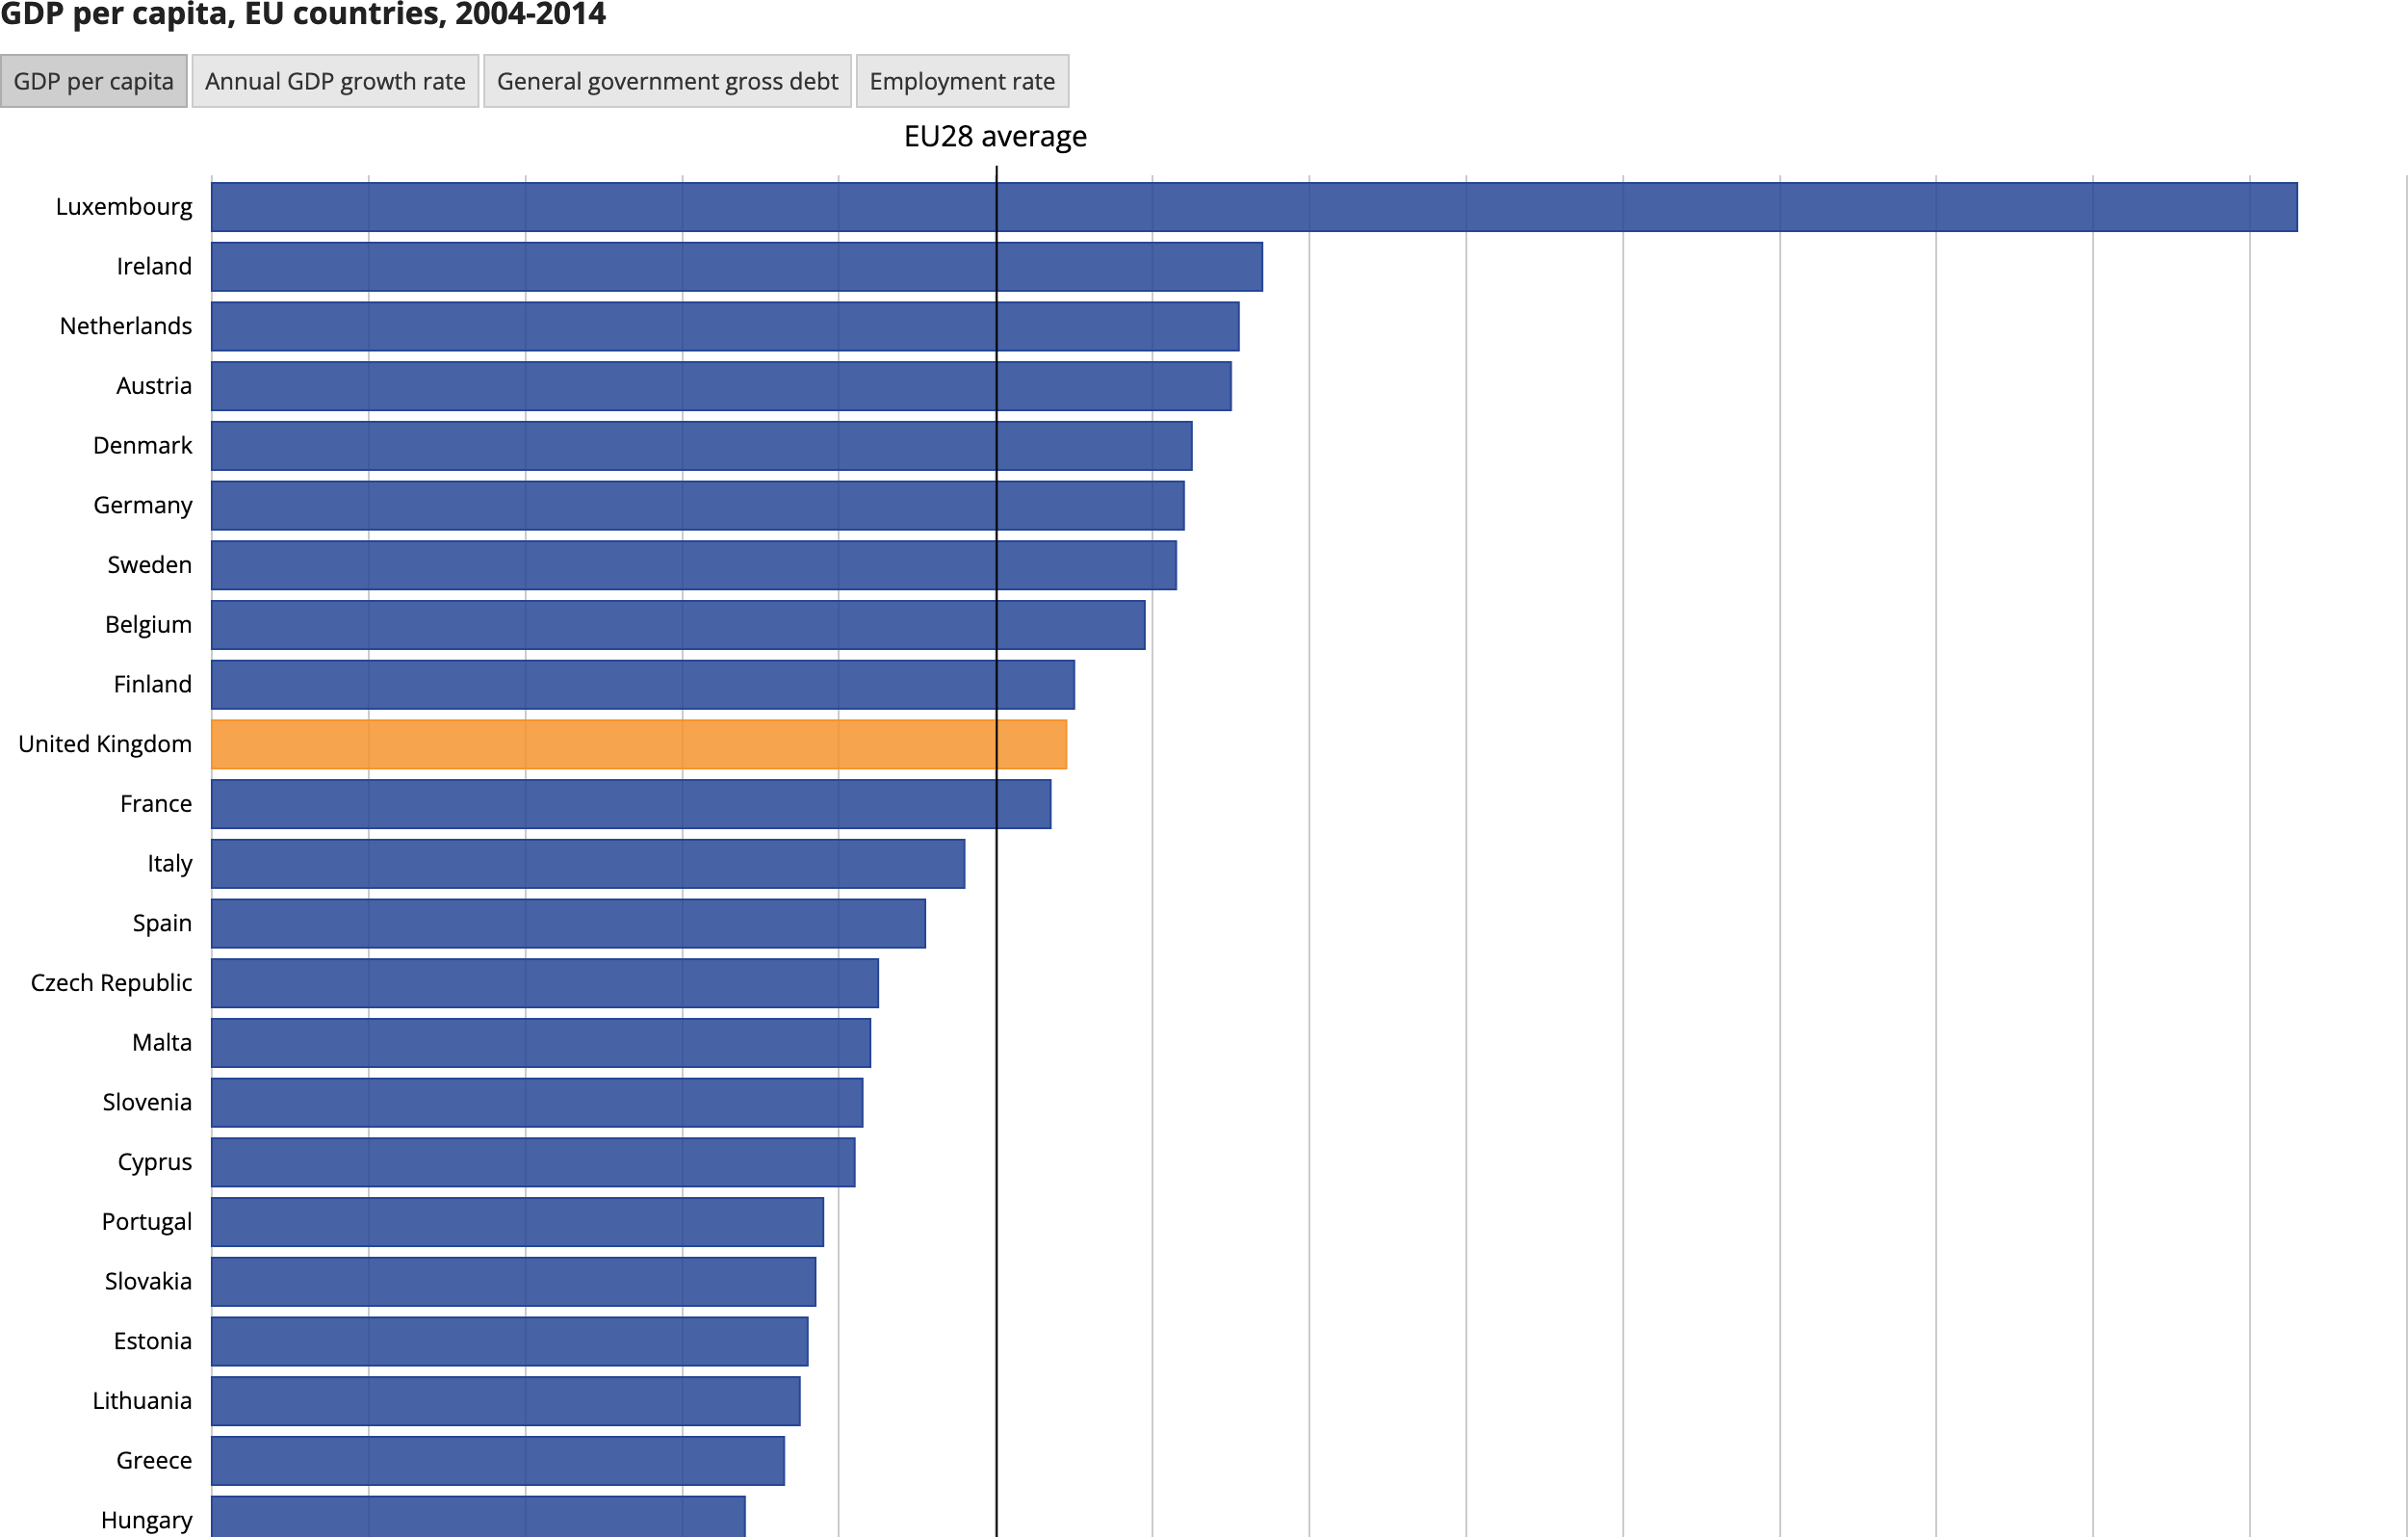 GDP per capita, EU countries, 2004-2014
GDP per capita Annual GDP growth rate General government gross debt Employment rate
EU28 average
Luxembourg
Ireland
Netherlands
Austria
Denmark
Germany
Sweden
Belgium
Finland
United Kingdom
France
Italy
Spain
Czech Republic
Malta
Slovenia
Cyprus
Portugal
Slovakia
Estonia
Lithuania
Greece
Hungary